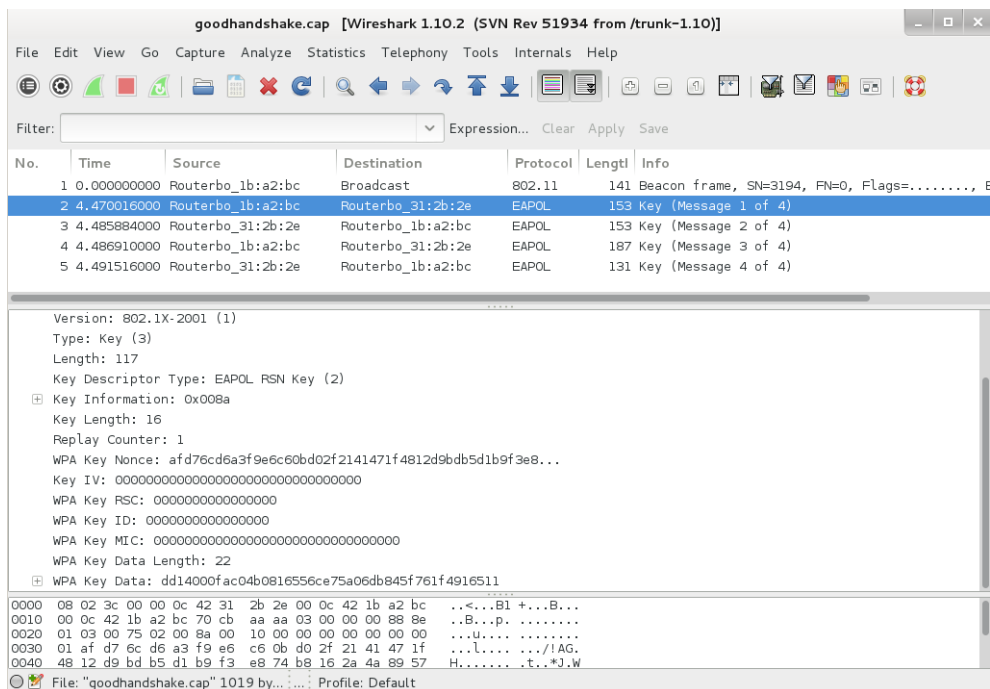 goodhandshake.cap [Wireshark 1.10.2 (SVN Rev 51934 from /trunk-1.10)]
File Edit View Go Capture Analyze Statistics Telephony Tools Internals Help
Filter: Expression... Clear Apply Save
No. Time Source Destination Protocol Lengtl Info
1 0.000000000 Routerbo_1b:a2:bc Broadcast 802.11 141 Beacon frame, SN=3194, FN=0, Flags=........, B
2 4.470016000 Routerbo_1b:a2:bc Routerbo_31:2b:2e EAPOL 153 Key (Message 1 of 4)
3 4.485884000 Routerbo_31:2b:2e Routerbo_1b:a2:bc EAPOL 153 Key (Message 2 of 4)
4 4.486910000 Routerbo_1b:a2:bc Routerbo_31:2b:2e EAPOL 187 Key (Message 3 of 4)
5 4.491516000 Routerbo_31:2b:2e Routerbo_1b:a2:bc EAPOL 131 Key (Message 4 of 4)
Version: 802.1X-2001 (1)
Type: Key (3)
Length: 117
Key Descriptor Type: EAPOL RSN Key (2)
Key Information: 0x008a
Key Length: 16
Replay Counter: 1
WPA Key Nonce: afd76cd6a3f9e6c60bd02f2141471f4812d9bdb5d1b9f3e8...
Key IV: 00000000000000000000000000000000
WPA Key RSC: 0000000000000000
WPA Key ID: 0000000000000000
WPA Key MIC: 00000000000000000000000000000000
WPA Key Data Length: 22
WPA Key Data: dd14000fac04b0816556ce75a06db845f761f4916511
0000 08 02 3c 00 00 0c 42 31 2b 2e 00 0c 42 1b a2 bc ..<...B1 +...B...
0010 00 0c 42 1b a2 bc 70 cb aa aa 03 00 00 00 88 8e ..B...p. ........
0020 01 03 00 75 02 00 8a 00 10 00 00 00 00 00 00 00 ...u.... ........
0030 01 af d7 6c d6 a3 f9 e6 c6 0b d0 2f 21 41 47 1f ...l.... .../!AG.
0040 48 12 d9 bd b5 d1 b9 f3 e8 74 b8 16 2a 4a 89 57 H....... .t..*J.W
File: "goodhandshake.cap" 1019 by... ... Profile: Default